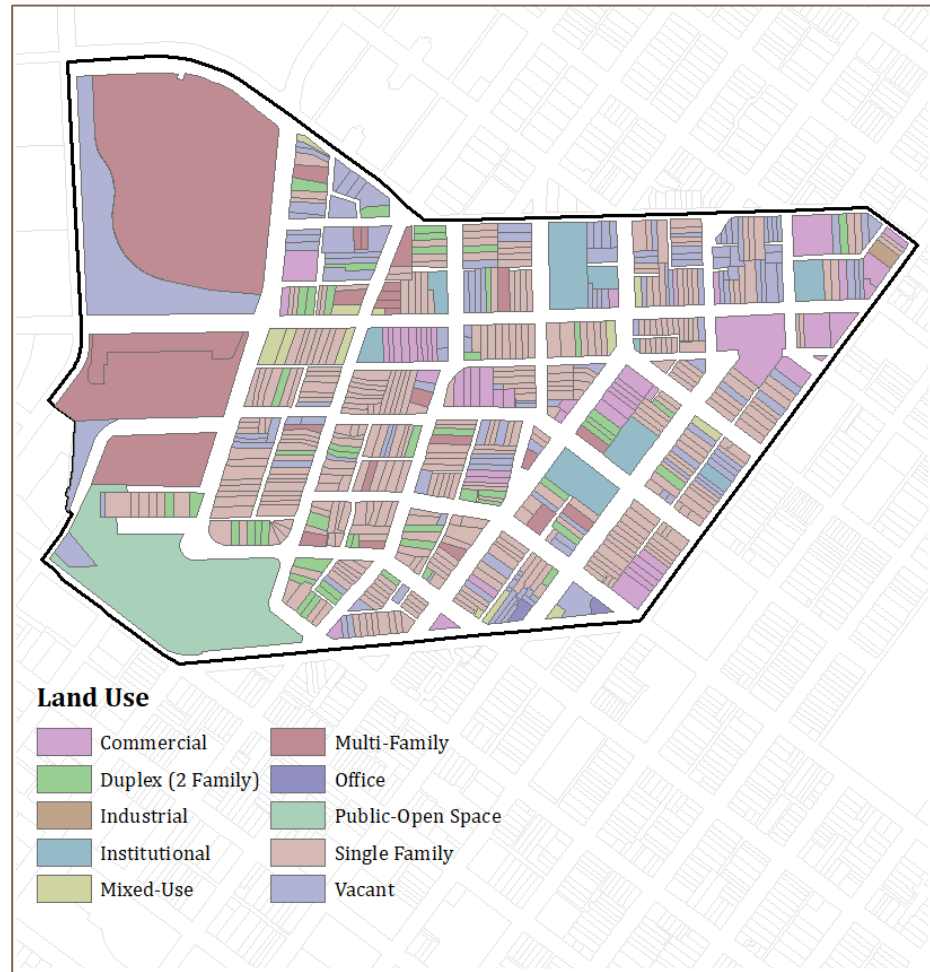 Land Use
Commercial
Duplex (2 Family)
Industrial
Institutional
Mixed-Use
Multi-Family
Office
Public-Open Space
Single Family
Vacant